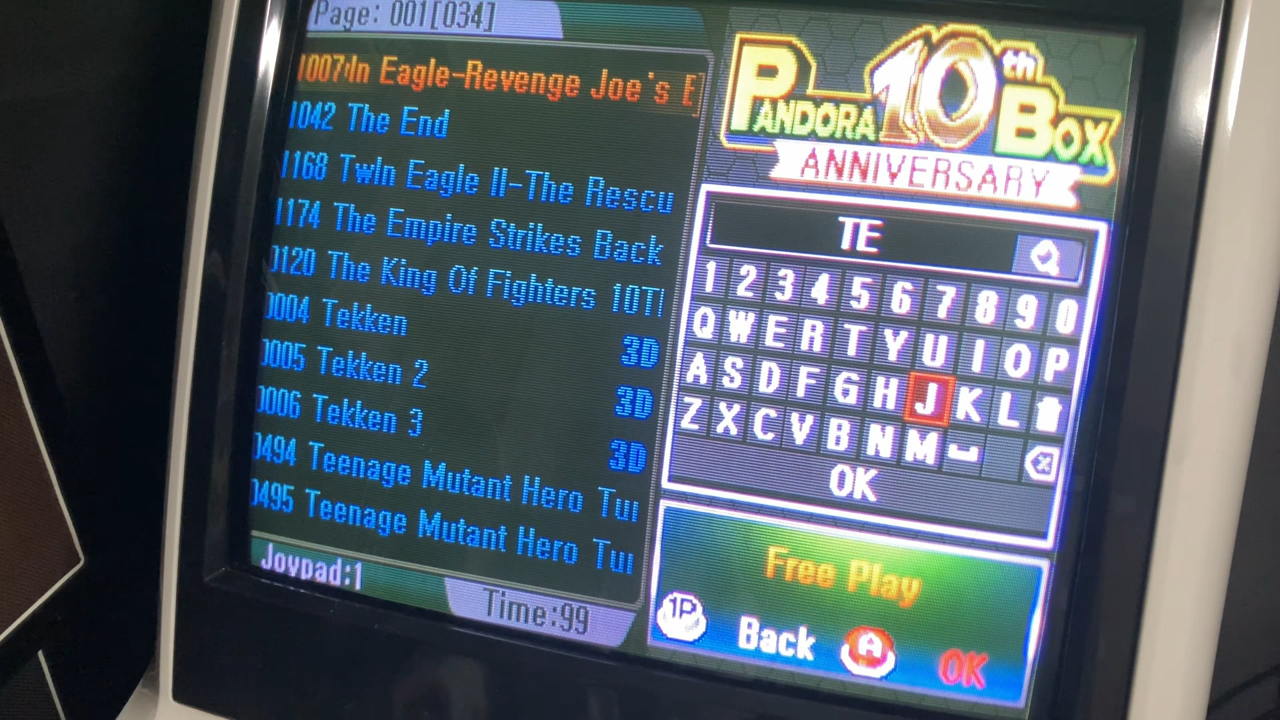 Page: 001[034]
1007 In Eagle-Revenge Joe's
1042 The End
1168 TwIn Eagle II-The Rescu
1174 The Empire Strikes Back
0120 The King Of Fighters 10T
0004 Tekken 3D
0005 Tekken 2 3D
0006 Tekken 3 3D
0494 Teenage Mutant Hero Tu
0495 Teenage Mutant Hero Tu
Joypad:1
Time:99
PANDORA 10th BOX
ANNIVERSARY
TE
1 2 3 4 5 6 7 8 9 0
Q W E R T Y U I O P
A S D F G H J K L
Z X C V B N M
OK
Free Play
1P Back A OK